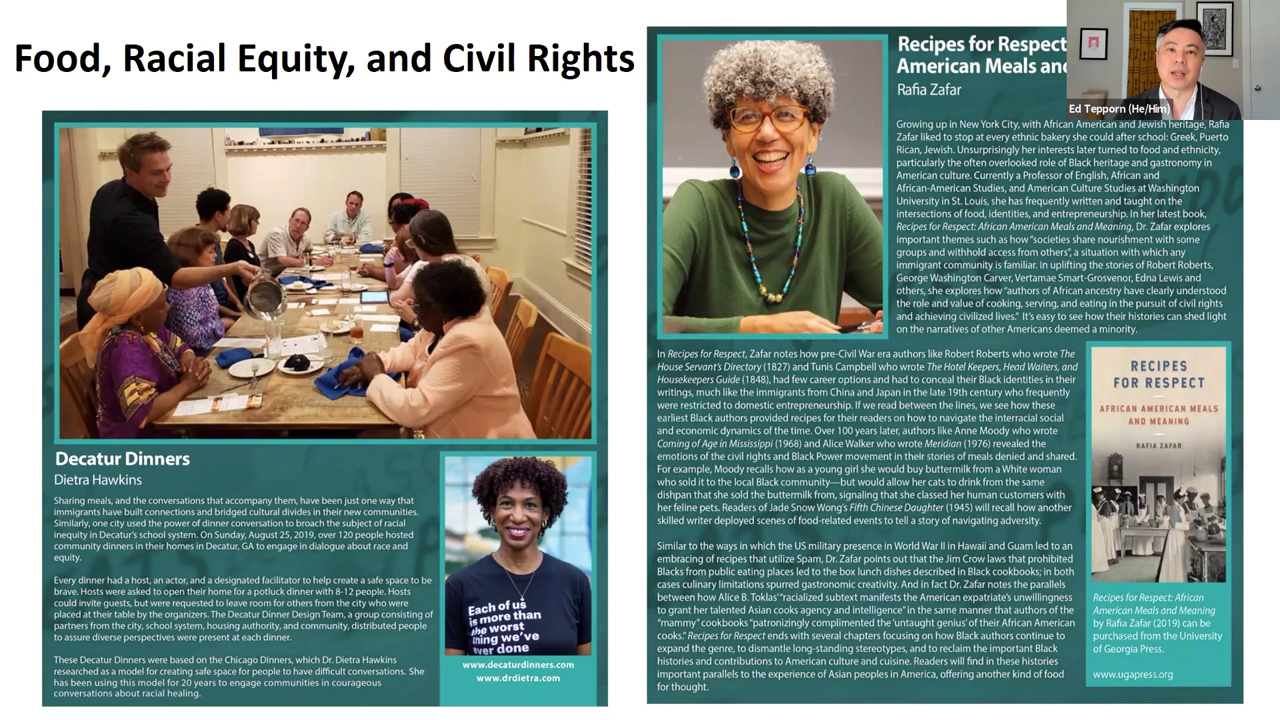 Food, Racial Equity, and Civil Rights
Decatur Dinners
Dietra Hawkins
Sharing meals, and the conversations that accompany them, have been just one way that
immigrants have built connections and bridged cultural divides in their new communities.
Similarly, one city used the power of dinner conversation to broach the subject of racial
inequity in Decatur's school system. On Sunday, August 25, 2019, over 120 people hosted
community dinners in their homes in Decatur, GA to engage in dialogue about race and
equity.
Every dinner had a host, an actor, and a designated facilitator to help create a safe space to be
brave. Hosts were asked to open their home for a potluck dinner with 8-12 people. Hosts
could invite guests, but were requested to leave room for others from the city who were
placed at their table by the organizers. The Decatur Dinner Design Team, a group consisting of
partners from the city, school system, housing authority, and community, distributed people
to assure diverse perspectives were present at each dinner.
These Decatur Dinners were based on the Chicago Dinners, which Dr. Dietra Hawkins
researched as a model for creating safe space for people to have difficult conversations. She
has been using this model for 20 years to engage communities in courageous
conversations about racial healing.
Each of us
is more than
the worst
thing we've
ever done
www.decaturdinners.com
www.drdietra.com
Recipes for Respect
American Meals and
Rafia Zafar
Ed Tepporn (He/Him)
Growing up in New York City, with African American and Jewish heritage, Rafia
Zafar liked to stop at every ethnic bakery she could after school: Greek, Puerto
Rican, Jewish. Unsurprisingly her interests later turned to food and ethnicity,
particularly the often overlooked role of Black heritage and gastronomy in
American culture. Currently a Professor of English, African and
African-American Studies, and American Culture Studies at Washington
University in St. Louis, she has frequently written and taught on the
intersections of food, identities, and entrepreneurship. In her latest book,
Recipes for Respect: African American Meals and Meaning, Dr. Zafar explores
important themes such as how "societies share nourishment with some
groups and withhold access from others", a situation with which any
immigrant community is familiar. In uplifting the stories of Robert Roberts,
George Washington Carver, Vertamae Smart-Grosvenor, Edna Lewis and
others, she explores how "authors of African ancestry have clearly understood
the role and value of cooking, serving, and eating in the pursuit of civil rights
and achieving civilized lives." It's easy to see how their histories can shed light
on the narratives of other Americans deemed a minority.
In Recipes for Respect, Zafar notes how pre-Civil War era authors like Robert Roberts who wrote The
House Servant's Directory (1827) and Tunis Campbell who wrote The Hotel Keepers, Head Waiters, and
Housekeepers Guide (1848), had few career options and had to conceal their Black identities in their
writings, much like the immigrants from China and Japan in the late 19th century who frequently
were restricted to domestic entrepreneurship. If we read between the lines, we see how these
earliest Black authors provided recipes for their readers on how to navigate the interracial social
and economic dynamics of the time. Over 100 years later, authors like Anne Moody who wrote
Coming of Age in Mississippi (1968) and Alice Walker who wrote Meridian (1976) revealed the
emotions of the civil rights and Black Power movement in their stories of meals denied and shared.
For example, Moody recalls how as a young girl she would buy buttermilk from a White woman
who sold it to the local Black community—but would allow her cats to drink from the same
dishpan that she sold the buttermilk from, signaling that she classed her human customers with
her feline pets. Readers of Jade Snow Wong's Fifth Chinese Daughter (1945) will recall how another
skilled writer deployed scenes of food-related events to tell a story of navigating adversity.
Similar to the ways in which the US military presence in World War II in Hawaii and Guam led to an
embracing of recipes that utilize Spam, Dr. Zafar points out that the Jim Crow laws that prohibited
Blacks from public eating places led to the box lunch dishes described in Black cookbooks; in both
cases culinary limitations spurred gastronomic creativity. And in fact Dr. Zafar notes the parallels
between how Alice B. Toklas' "racialized subtext manifests the American expatriate's unwillingness
to grant her talented Asian cooks agency and intelligence" in the same manner that authors of the
"mammy" cookbooks "patronizingly complimented the 'untaught genius' of their African American
cooks." Recipes for Respect ends with several chapters focusing on how Black authors continue to
expand the genre, to dismantle long-standing stereotypes, and to reclaim the important Black
histories and contributions to American culture and cuisine. Readers will find in these histories
important parallels to the experience of Asian peoples in America, offering another kind of food
for thought.
RECIPES
FOR RESPECT
AFRICAN AMERICAN MEALS
AND MEANING
RAFIA ZAFAR
Recipes for Respect: African
American Meals and Meaning
by Rafia Zafar (2019) can be
purchased from the University
of Georgia Press.
www.ugapress.org